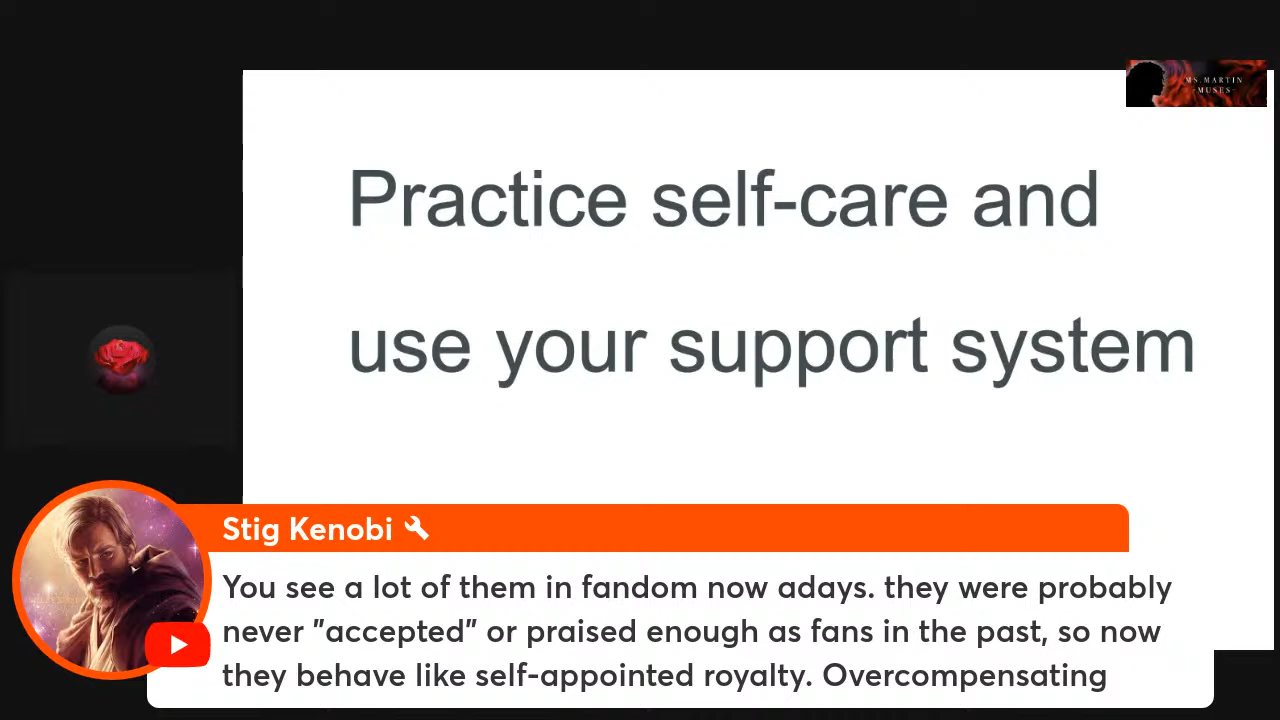 MS. MARTIN
-MUSES-
Practice self-care and
use your support system
Stig Kenobi
You see a lot of them in fandom now adays. they were probably
never "accepted" or praised enough as fans in the past, so now
they behave like self-appointed royalty. Overcompensating